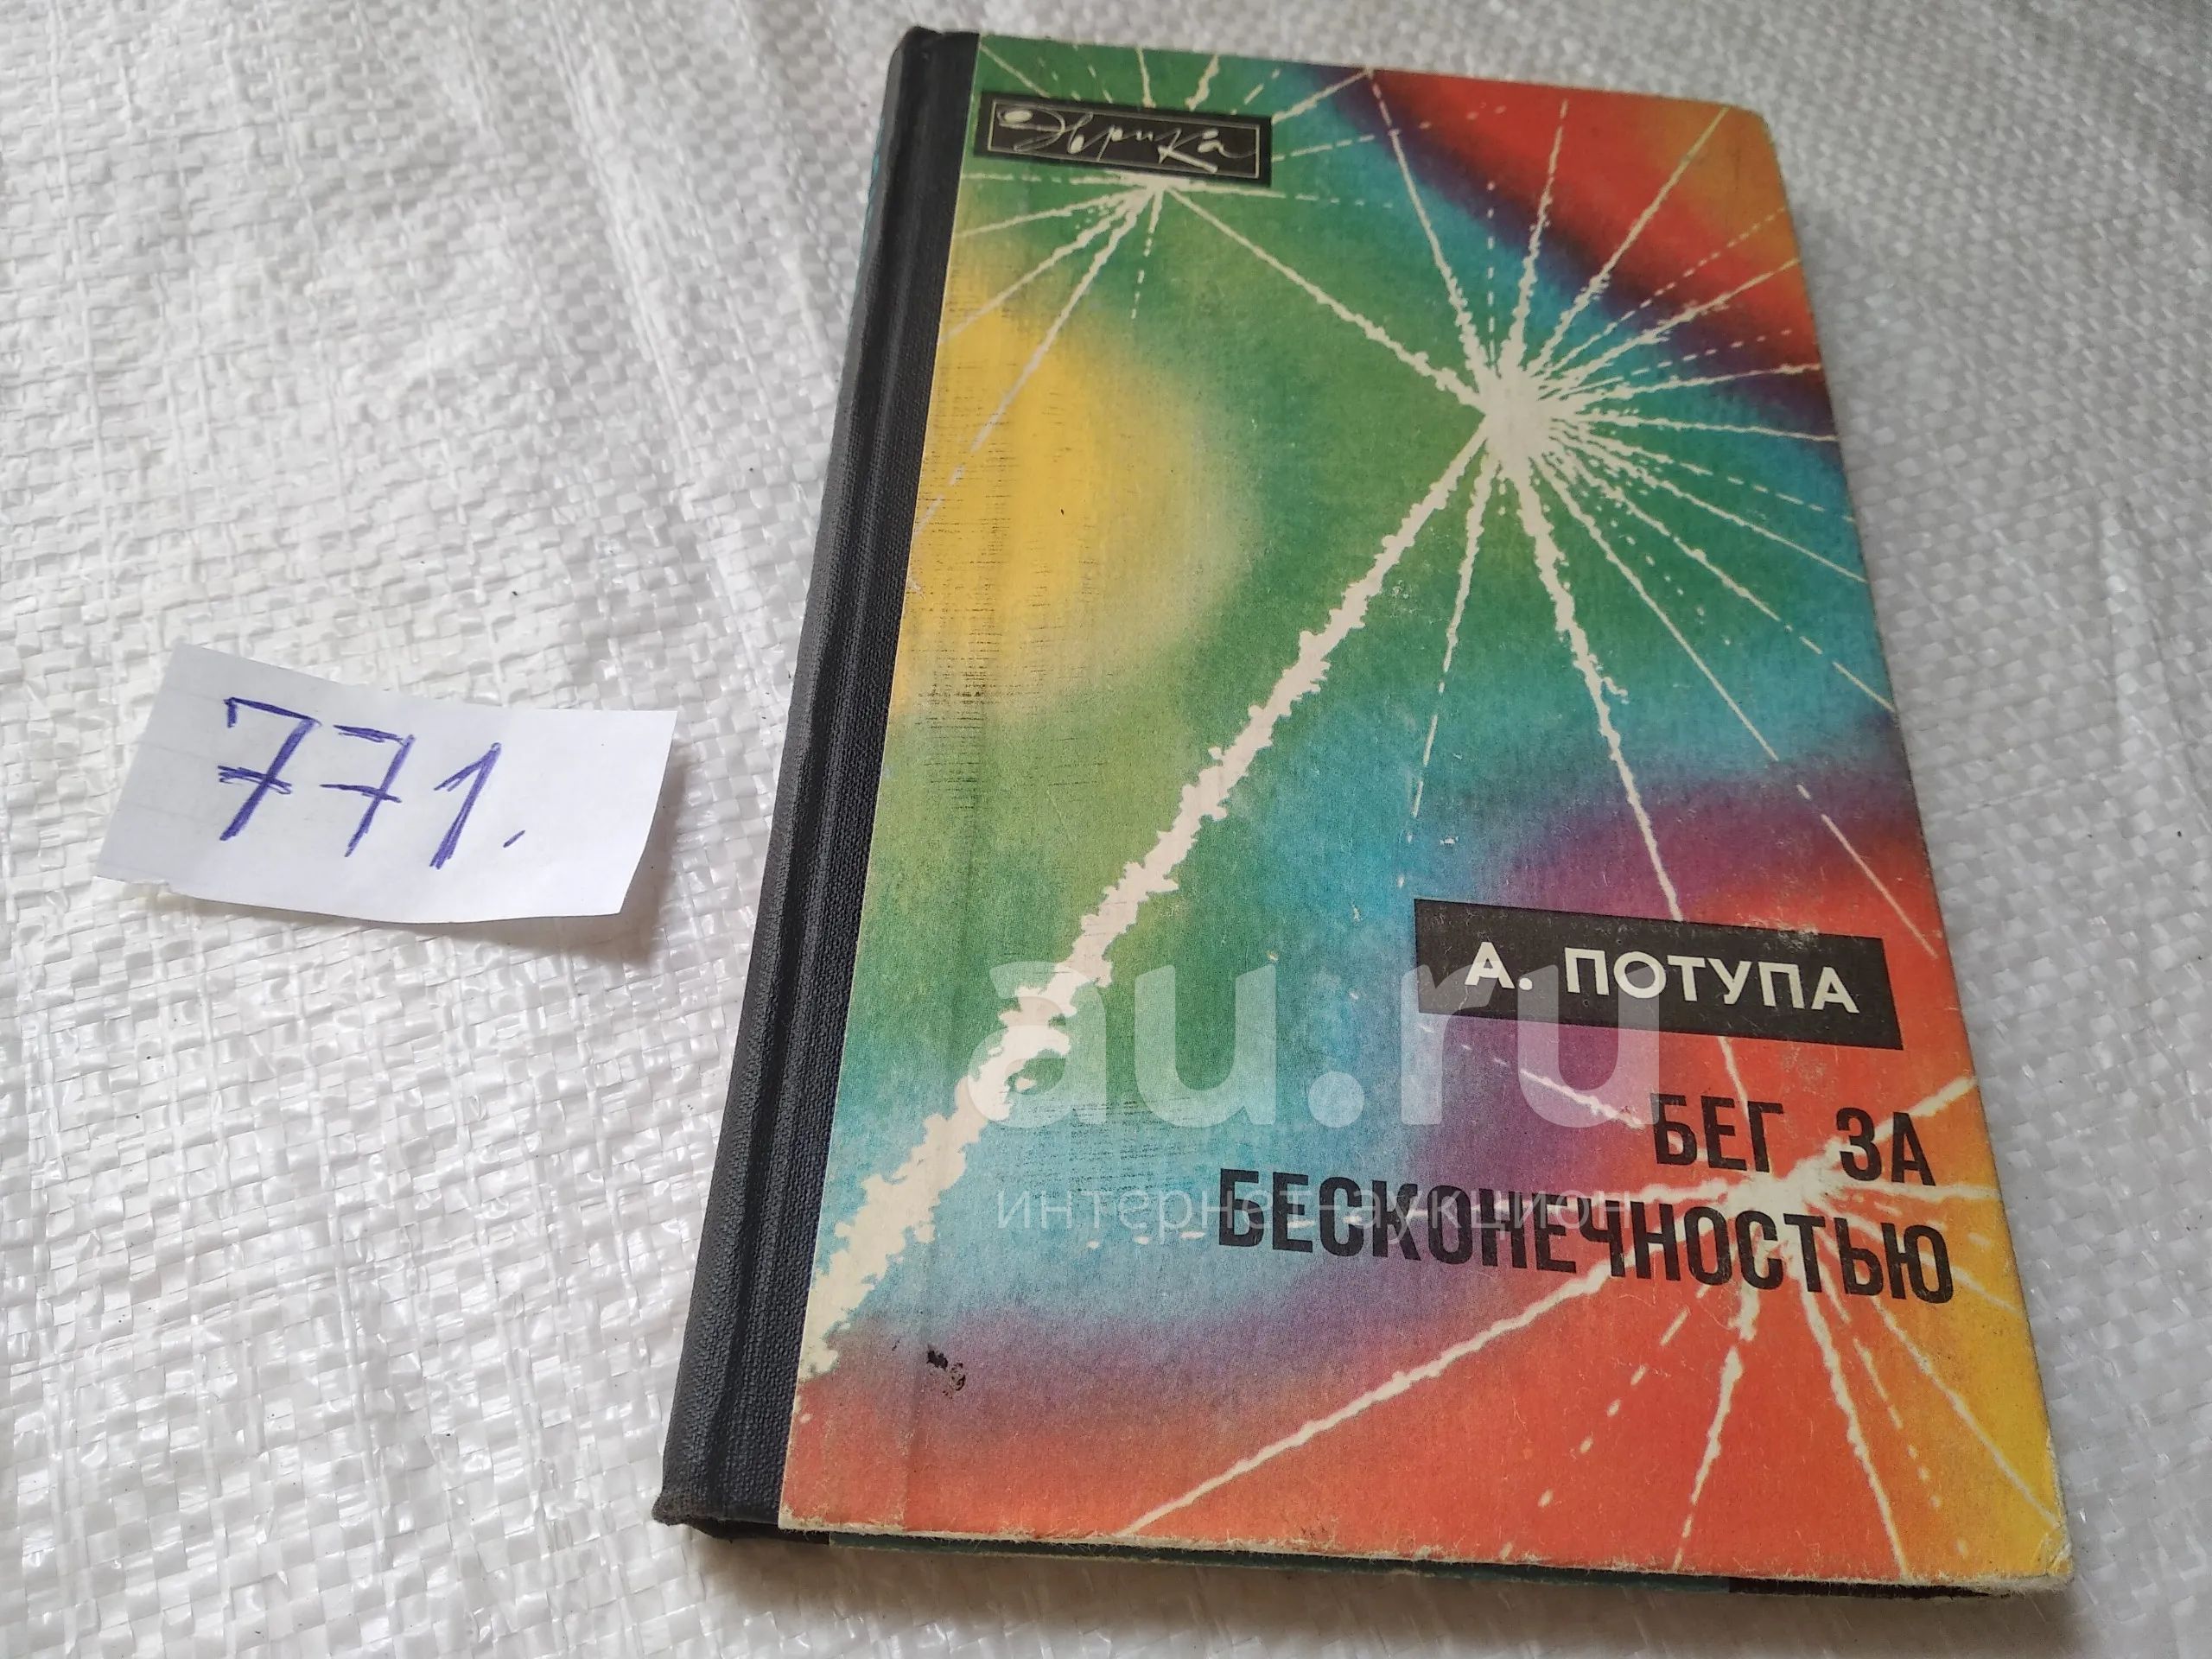 Эврика
771.
А. ПОТУПА
au.ru
БЕГ ЗА
интернет-аукцион
БЕСКОНЕЧНОСТЬЮ